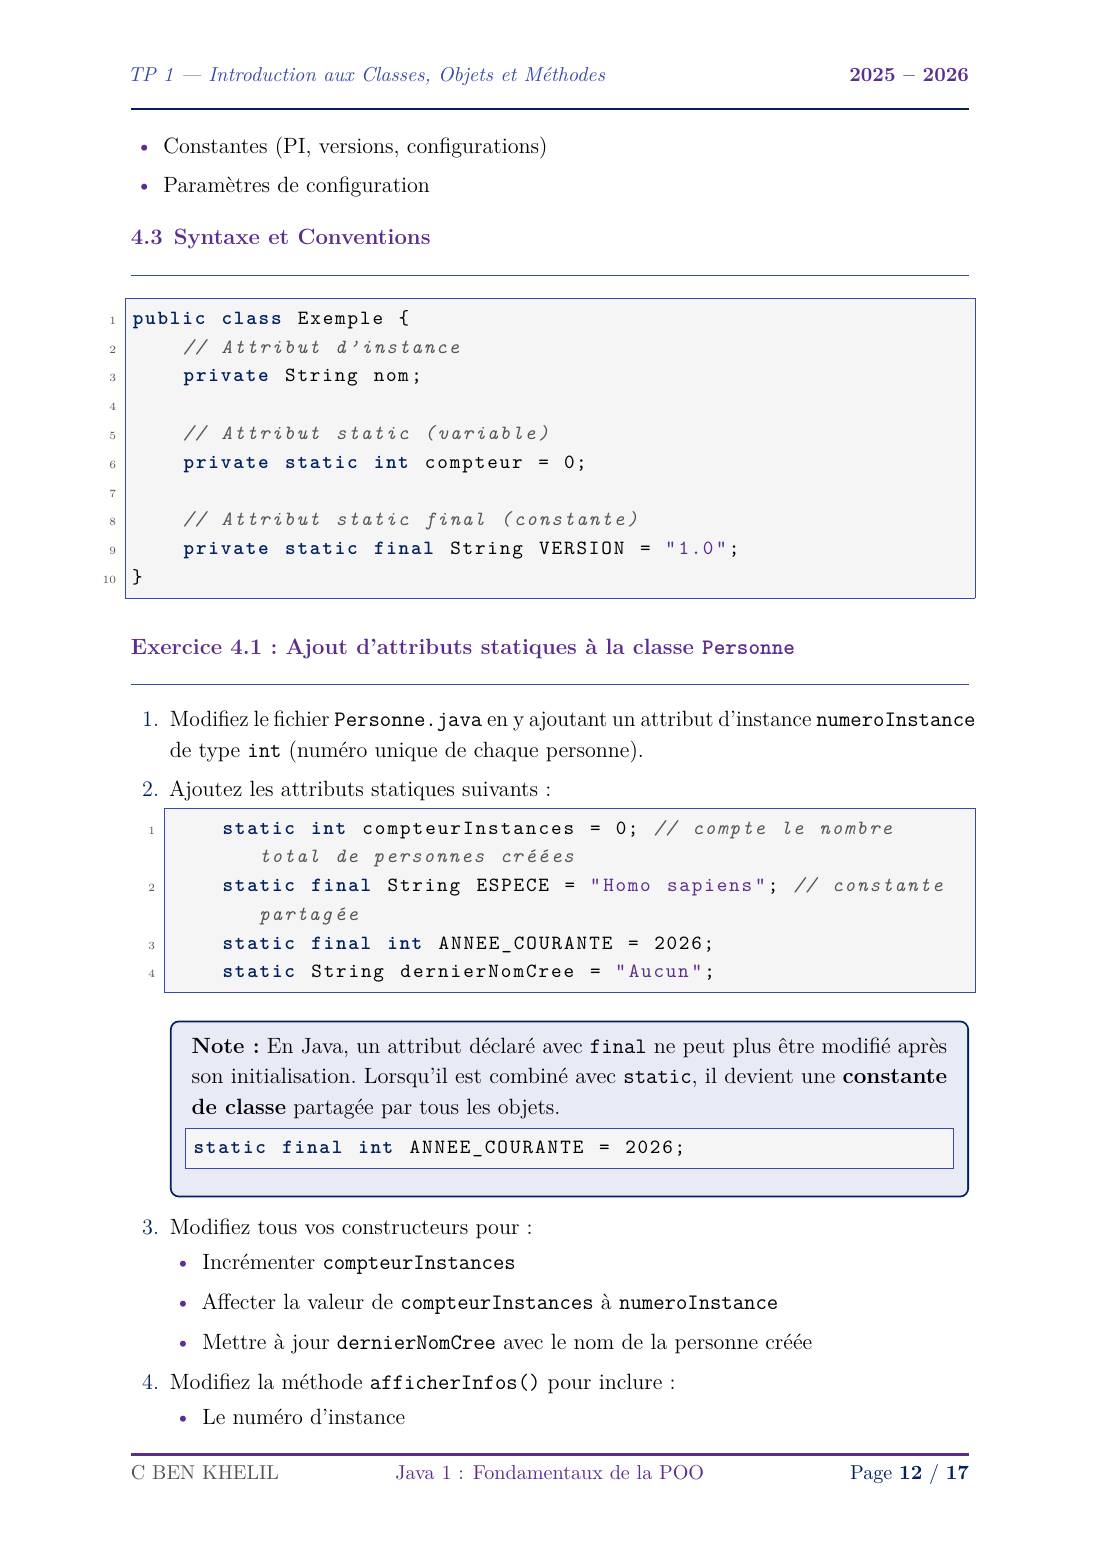 TP 1 — Introduction aux Classes, Objets et Méthodes 2025 – 2026
• Constantes (PI, versions, configurations)
• Paramètres de configuration
4.3 Syntaxe et Conventions
1 public class Exemple {
2 // Attribut d'instance
3 private String nom;
4
5 // Attribut static (variable)
6 private static int compteur = 0;
7
8 // Attribut static final (constante)
9 private static final String VERSION = "1.0";
10 }
Exercice 4.1 : Ajout d'attributs statiques à la classe Personne
1. Modifiez le fichier Personne.java en y ajoutant un attribut d'instance numeroInstance
de type int (numéro unique de chaque personne).
2. Ajoutez les attributs statiques suivants :
1 static int compteurInstances = 0; // compte le nombre
total de personnes créées
2 static final String ESPECE = "Homo sapiens"; // constante
partagée
3 static final int ANNEE_COURANTE = 2026;
4 static String dernierNomCree = "Aucun";
Note : En Java, un attribut déclaré avec final ne peut plus être modifié après
son initialisation. Lorsqu'il est combiné avec static, il devient une constante
de classe partagée par tous les objets.
static final int ANNEE_COURANTE = 2026;
3. Modifiez tous vos constructeurs pour :
• Incrémenter compteurInstances
• Affecter la valeur de compteurInstances à numeroInstance
• Mettre à jour dernierNomCree avec le nom de la personne créée
4. Modifiez la méthode afficherInfos() pour inclure :
• Le numéro d'instance
C BEN KHELIL Java 1 : Fondamentaux de la POO Page 12 / 17